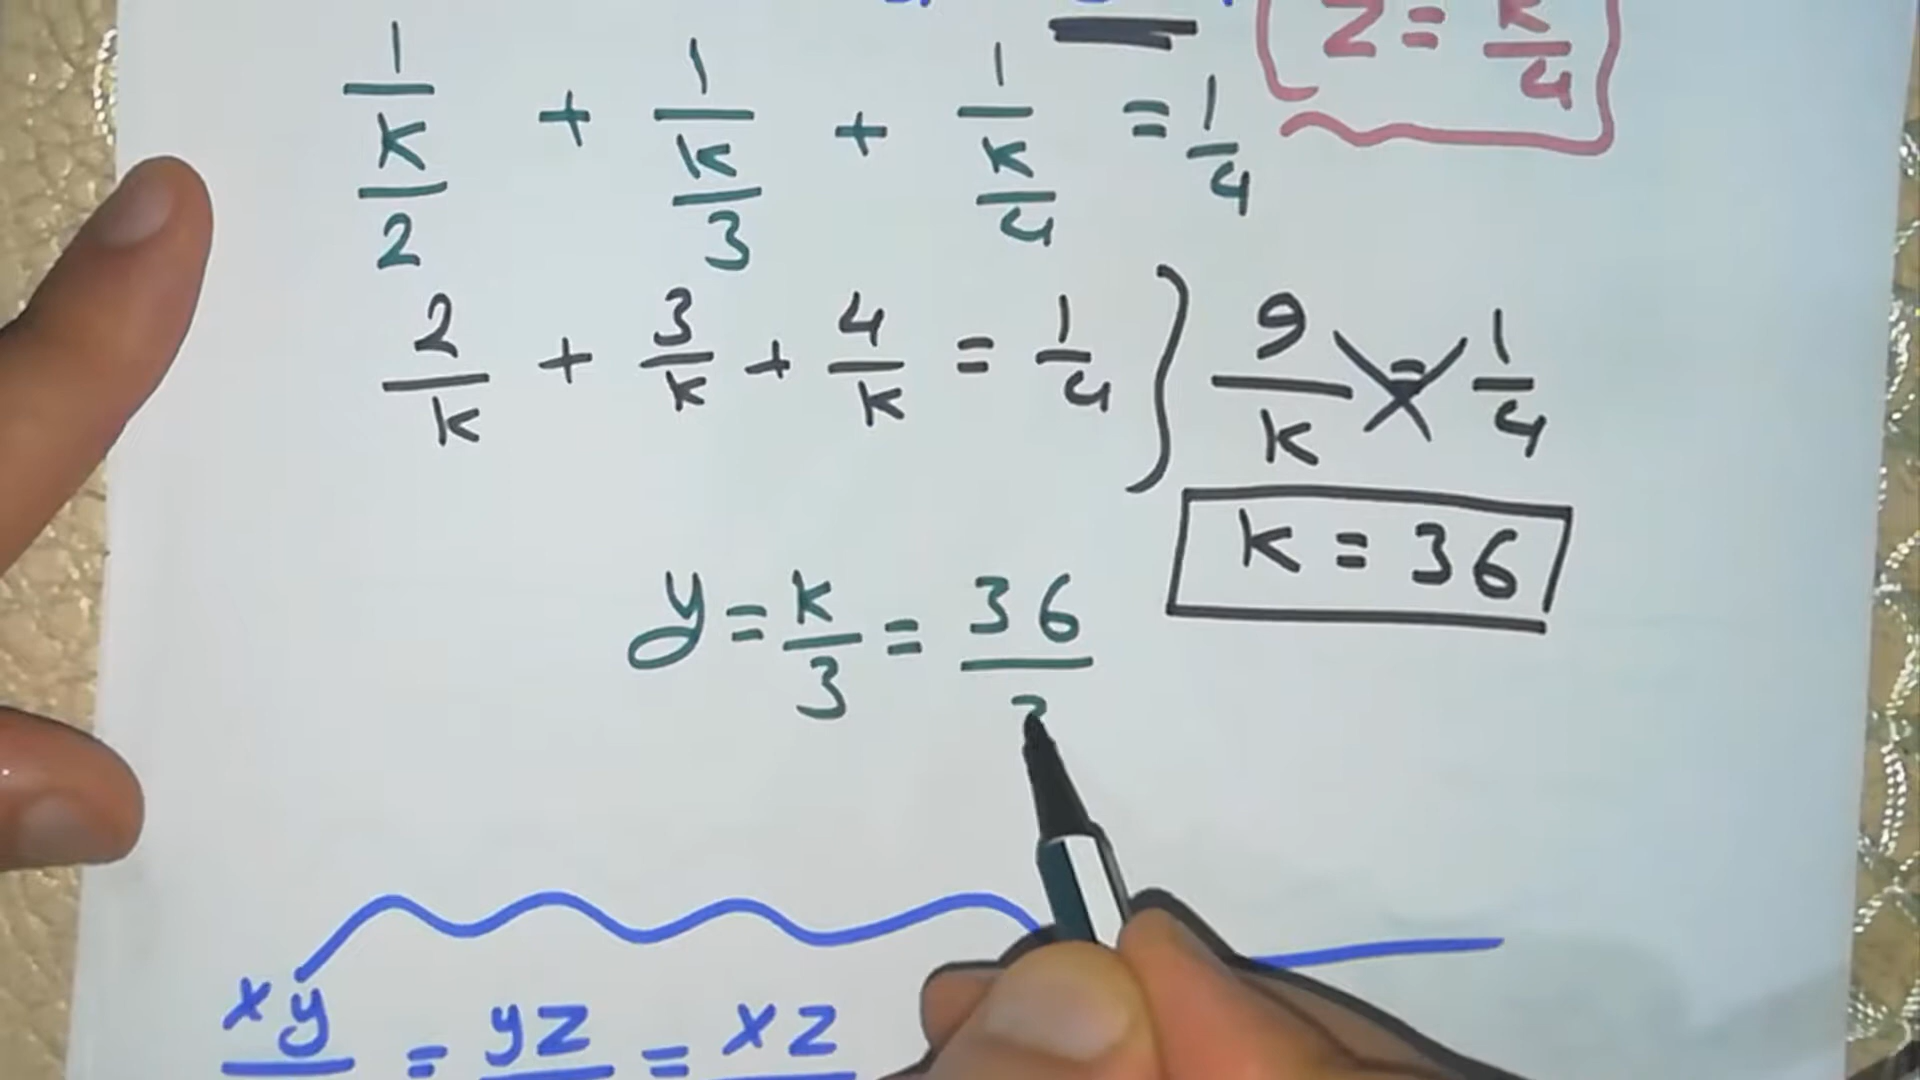 z = k/4
1/(k/2) + 1/(k/3) + 1/(k/4) = 1/4
2/k + 3/k + 4/k = 1/4 } 9/k = 1/4
k = 36
y = k/3 = 36/3
xy = yz = xz